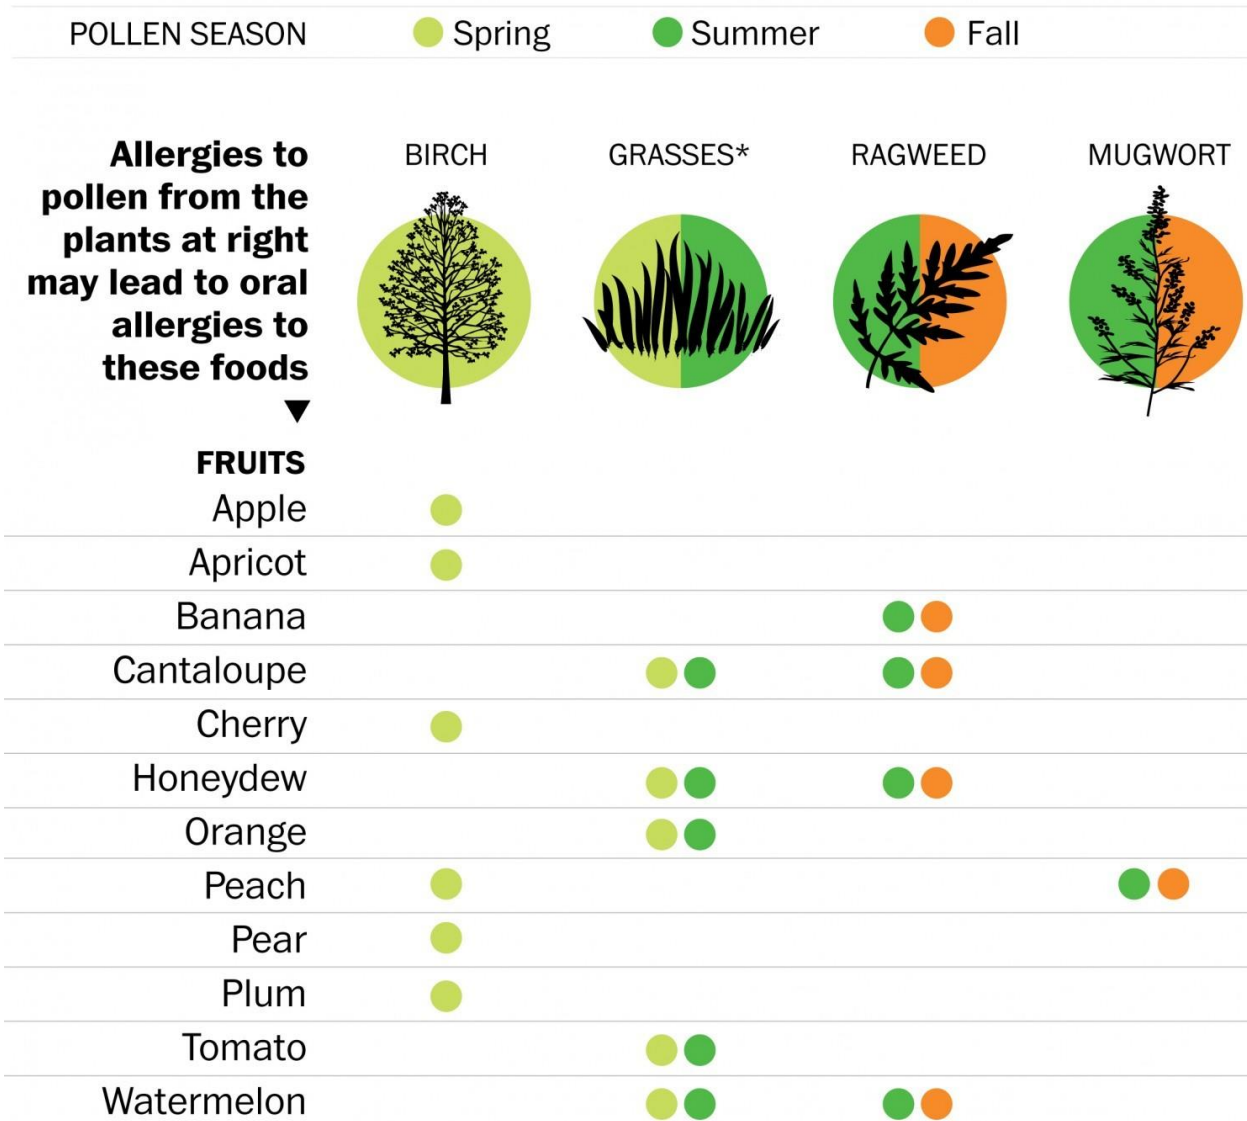 POLLEN SEASON Spring Summer Fall
Allergies to
pollen from the
plants at right
may lead to oral
allergies to
these foods
BIRCH GRASSES* RAGWEED MUGWORT
FRUITS
Apple
Apricot
Banana
Cantaloupe
Cherry
Honeydew
Orange
Peach
Pear
Plum
Tomato
Watermelon